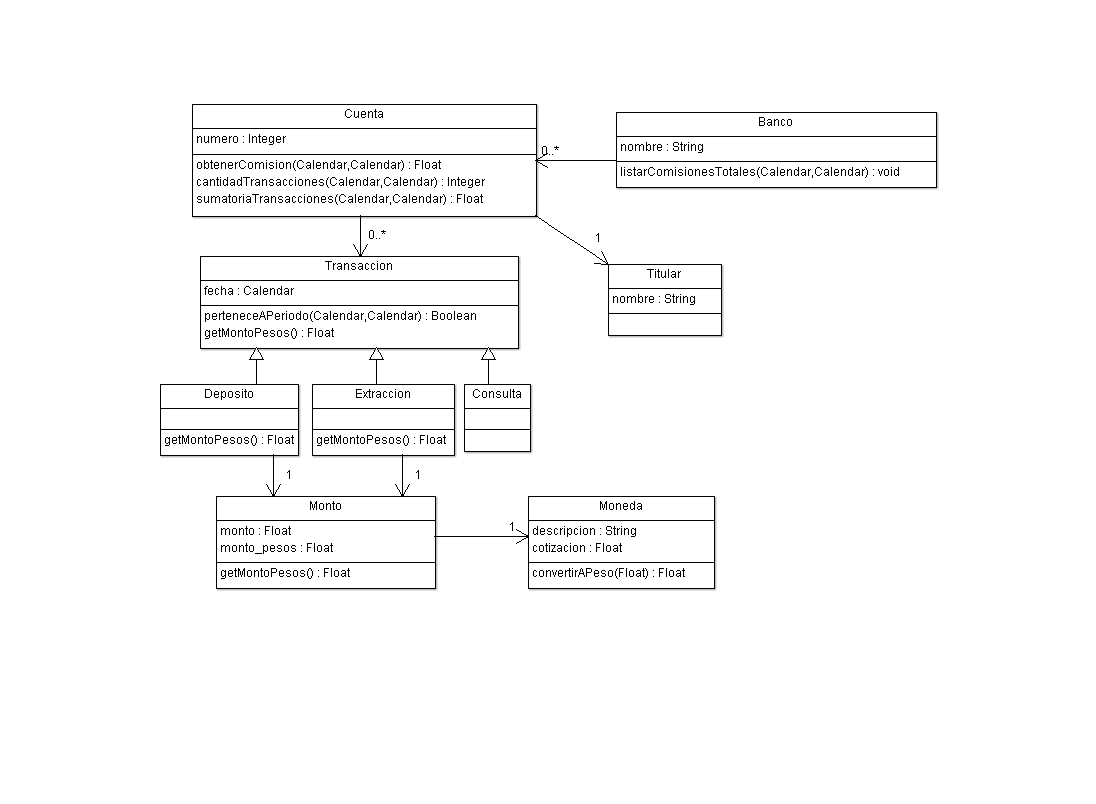 Cuenta
numero : Integer
obtenerComision(Calendar,Calendar) : Float
cantidadTransacciones(Calendar,Calendar) : Integer
sumatoriaTransacciones(Calendar,Calendar) : Float
Banco
nombre : String
listarComisionesTotales(Calendar,Calendar) : void
0..*
0..*
1
Transaccion
fecha : Calendar
perteneceAPeriodo(Calendar,Calendar) : Boolean
getMontoPesos() : Float
Titular
nombre : String
Deposito
getMontoPesos() : Float
Extraccion
getMontoPesos() : Float
Consulta
1
1
Monto
monto : Float
monto_pesos : Float
getMontoPesos() : Float
1
Moneda
descripcion : String
cotizacion : Float
convertirAPeso(Float) : Float